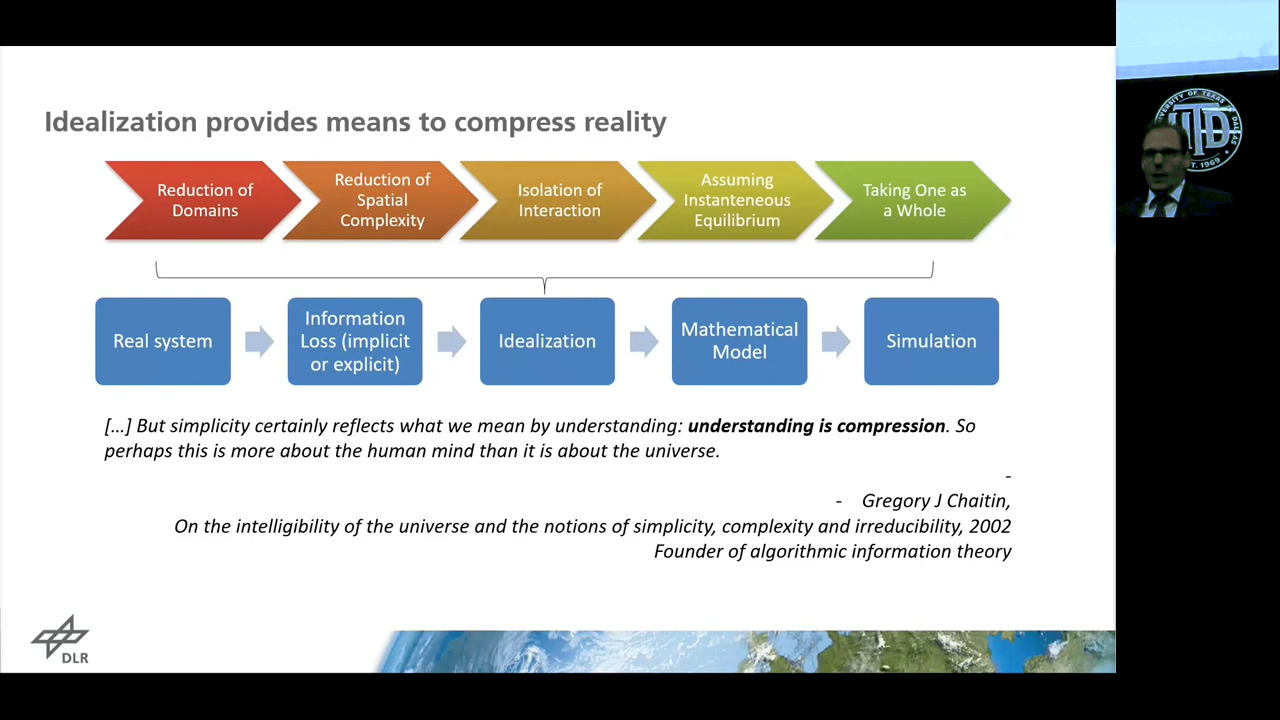 Idealization provides means to compress reality
Reduction of
Domains
Reduction of
Spatial
Complexity
Isolation of
Interaction
Assuming
Instanteneous
Equilibrium
Taking One as
a Whole
Real system
Information
Loss (implicit
or explicit)
Idealization
Mathematical
Model
Simulation
[...] But simplicity certainly reflects what we mean by understanding: understanding is compression. So
perhaps this is more about the human mind than it is about the universe.
-
- Gregory J Chaitin,
On the intelligibility of the universe and the notions of simplicity, complexity and irreducibility, 2002
Founder of algorithmic information theory
DLR
UTD